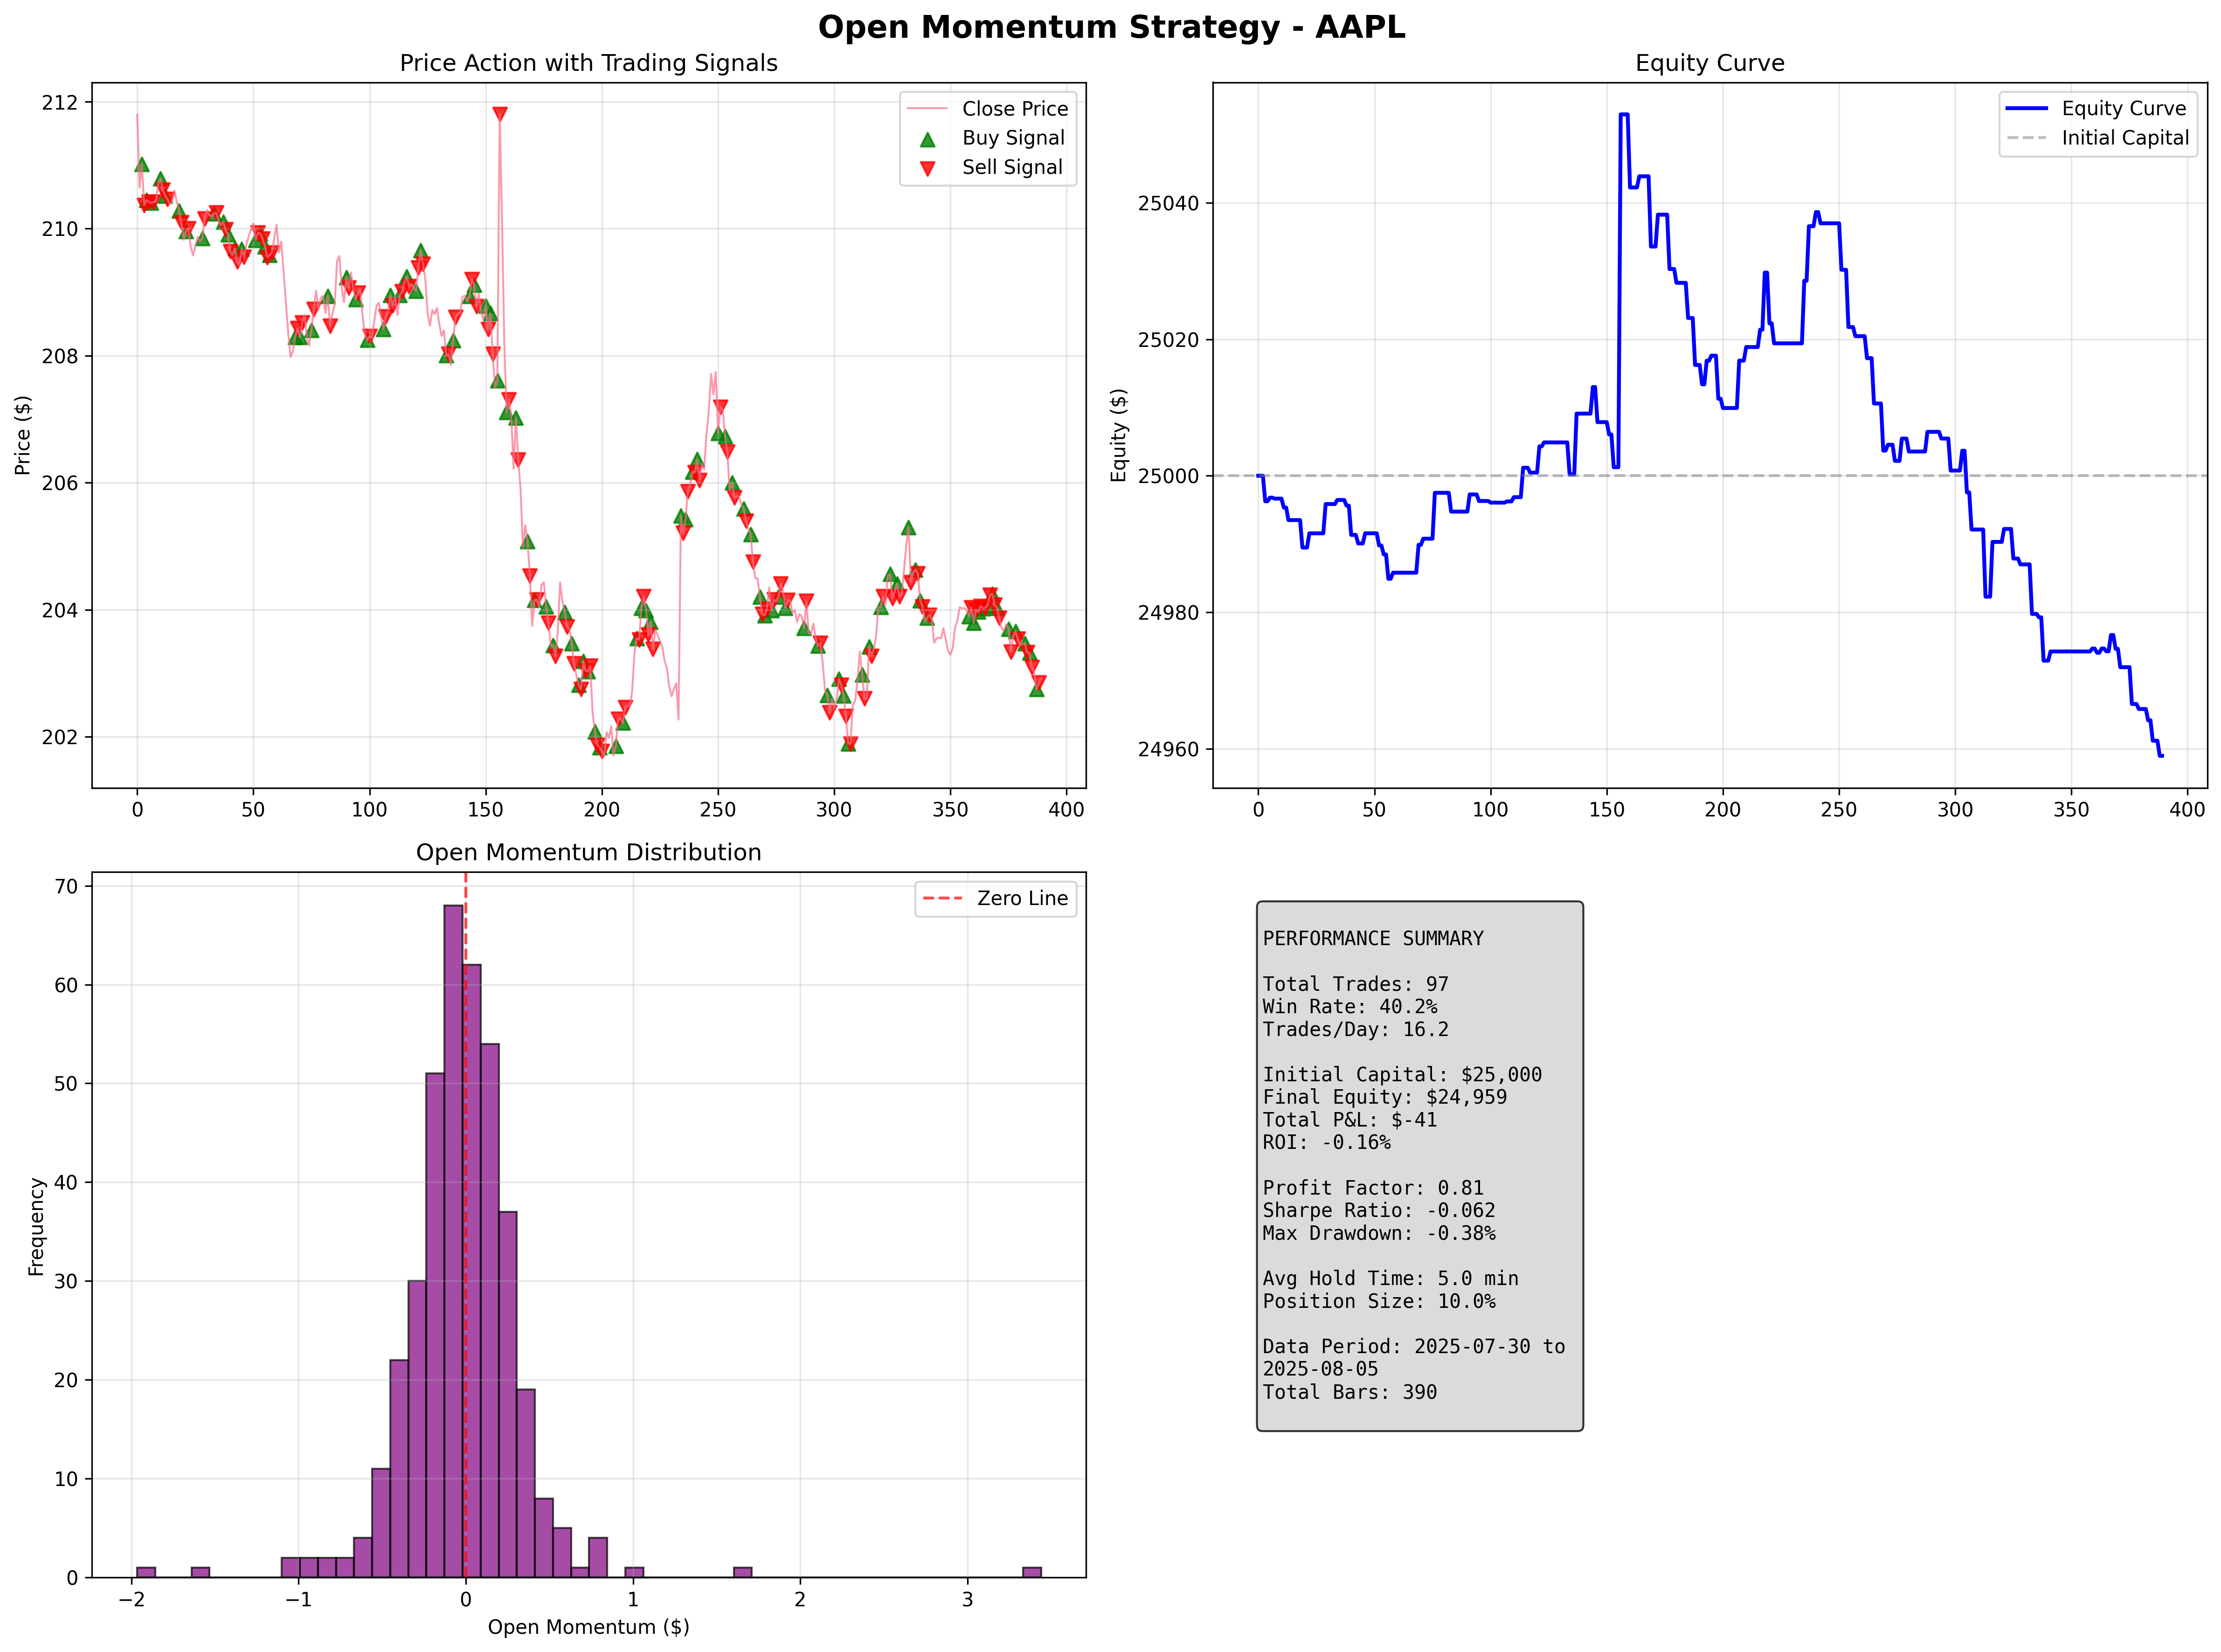 Open Momentum Strategy - AAPL
Price Action with Trading Signals
Price ($)
212
210
208
206
204
202
0 50 100 150 200 250 300 350 400
Close Price
Buy Signal
Sell Signal
Equity Curve
Equity ($)
25040
25020
25000
24980
24960
0 50 100 150 200 250 300 350 400
Equity Curve
Initial Capital
Open Momentum Distribution
Frequency
70
60
50
40
30
20
10
0
−2 −1 0 1 2 3
Open Momentum ($)
Zero Line
PERFORMANCE SUMMARY
Total Trades: 97
Win Rate: 40.2%
Trades/Day: 16.2
Initial Capital: $25,000
Final Equity: $24,959
Total P&L: $-41
ROI: -0.16%
Profit Factor: 0.81
Sharpe Ratio: -0.062
Max Drawdown: -0.38%
Avg Hold Time: 5.0 min
Position Size: 10.0%
Data Period: 2025-07-30 to
2025-08-05
Total Bars: 390